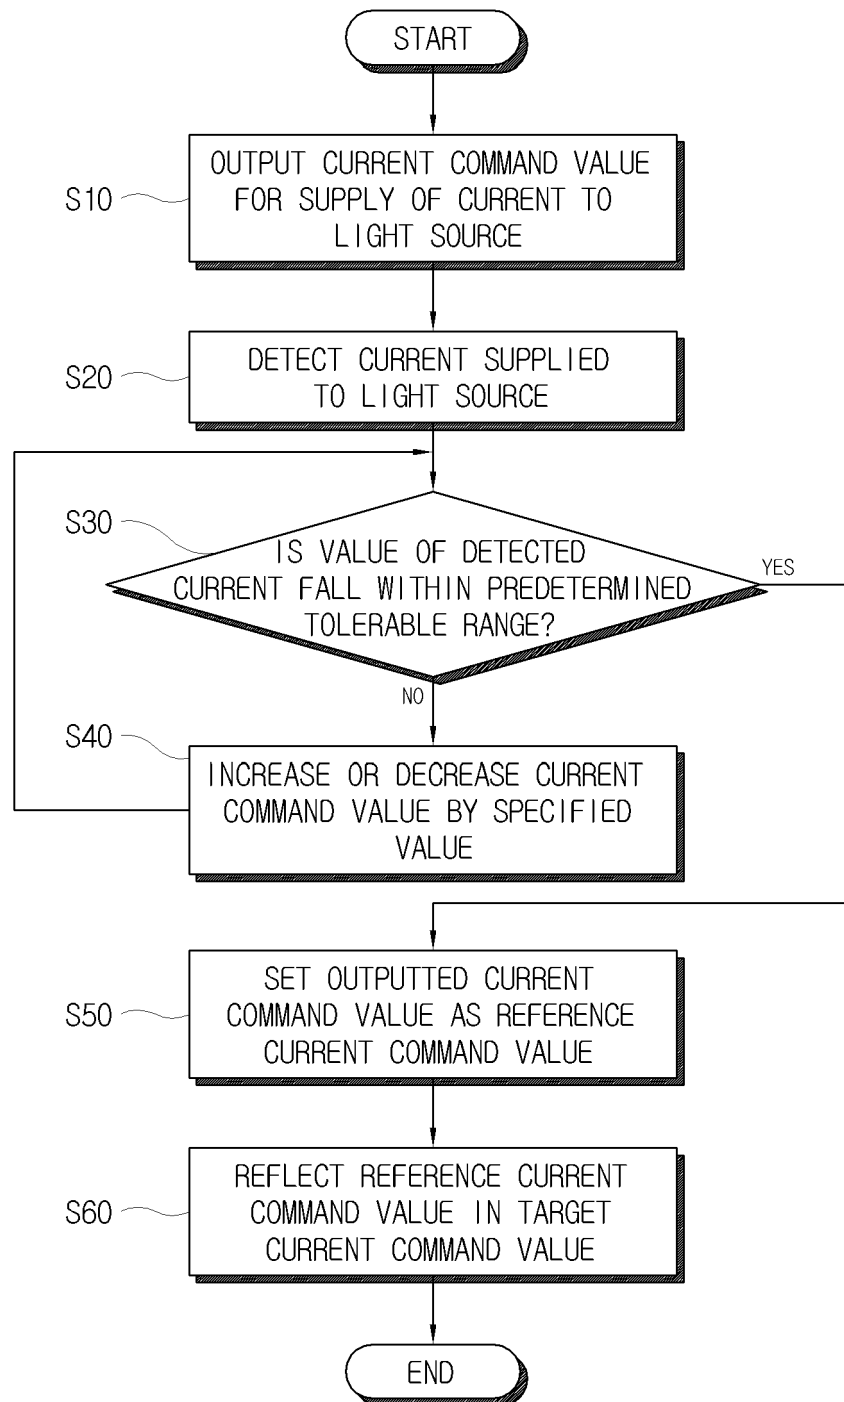 START
S10
OUTPUT CURRENT COMMAND VALUE
FOR SUPPLY OF CURRENT TO
LIGHT SOURCE
S20
DETECT CURRENT SUPPLIED
TO LIGHT SOURCE
S30
IS VALUE OF DETECTED
CURRENT FALL WITHIN PREDETERMINED
TOLERABLE RANGE?
YES
NO
S40
INCREASE OR DECREASE CURRENT
COMMAND VALUE BY SPECIFIED
VALUE
S50
SET OUTPUTTED CURRENT
COMMAND VALUE AS REFERENCE
CURRENT COMMAND VALUE
S60
REFLECT REFERENCE CURRENT
COMMAND VALUE IN TARGET
CURRENT COMMAND VALUE
END